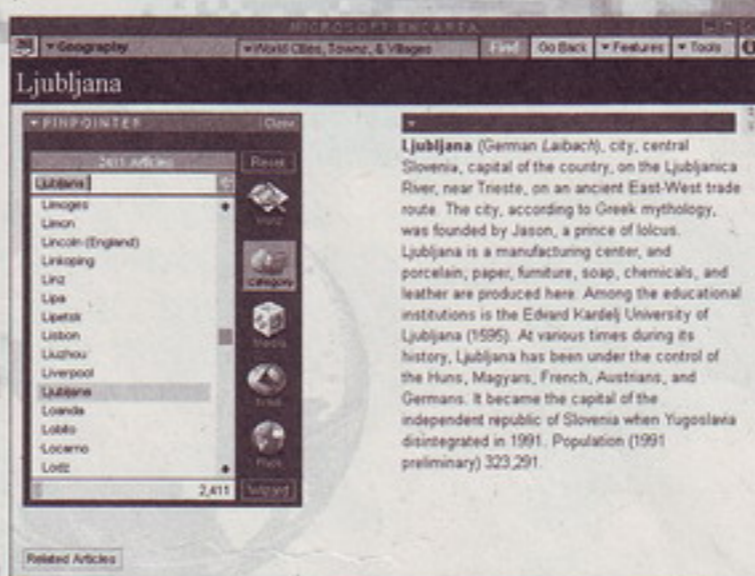 MICROSOFT ENCARTA
Geography World Cities, Towns, & Villages Find Go Back Features Tools
Ljubljana
PINPOINTER Close
2411 Articles Reset
Ljubljana
Limoges
Limon
Lincoln (England)
Linkoping
Linz
Lipa
Lipetsk
Lisbon
Liuzhou
Liverpool
Ljubljana
Loanda
Lobito
Locarno
Lodz
Category
Media
Place
2,411 Wizard
Related Articles
Ljubljana (German Laibach), city, central
Slovenia, capital of the country, on the Ljubljanica
River, near Trieste, on an ancient East-West trade
route. The city, according to Greek mythology,
was founded by Jason, a prince of Iolcus.
Ljubljana is a manufacturing center, and
porcelain, paper, furniture, soap, chemicals, and
leather are produced here. Among the educational
institutions is the Edvard Kardelj University of
Ljubljana (1595). At various times during its
history, Ljubljana has been under the control of
the Huns, Magyars, French, Austrians, and
Germans. It became the capital of the
independent republic of Slovenia when Yugoslavia
disintegrated in 1991. Population (1991
preliminary) 323,291.